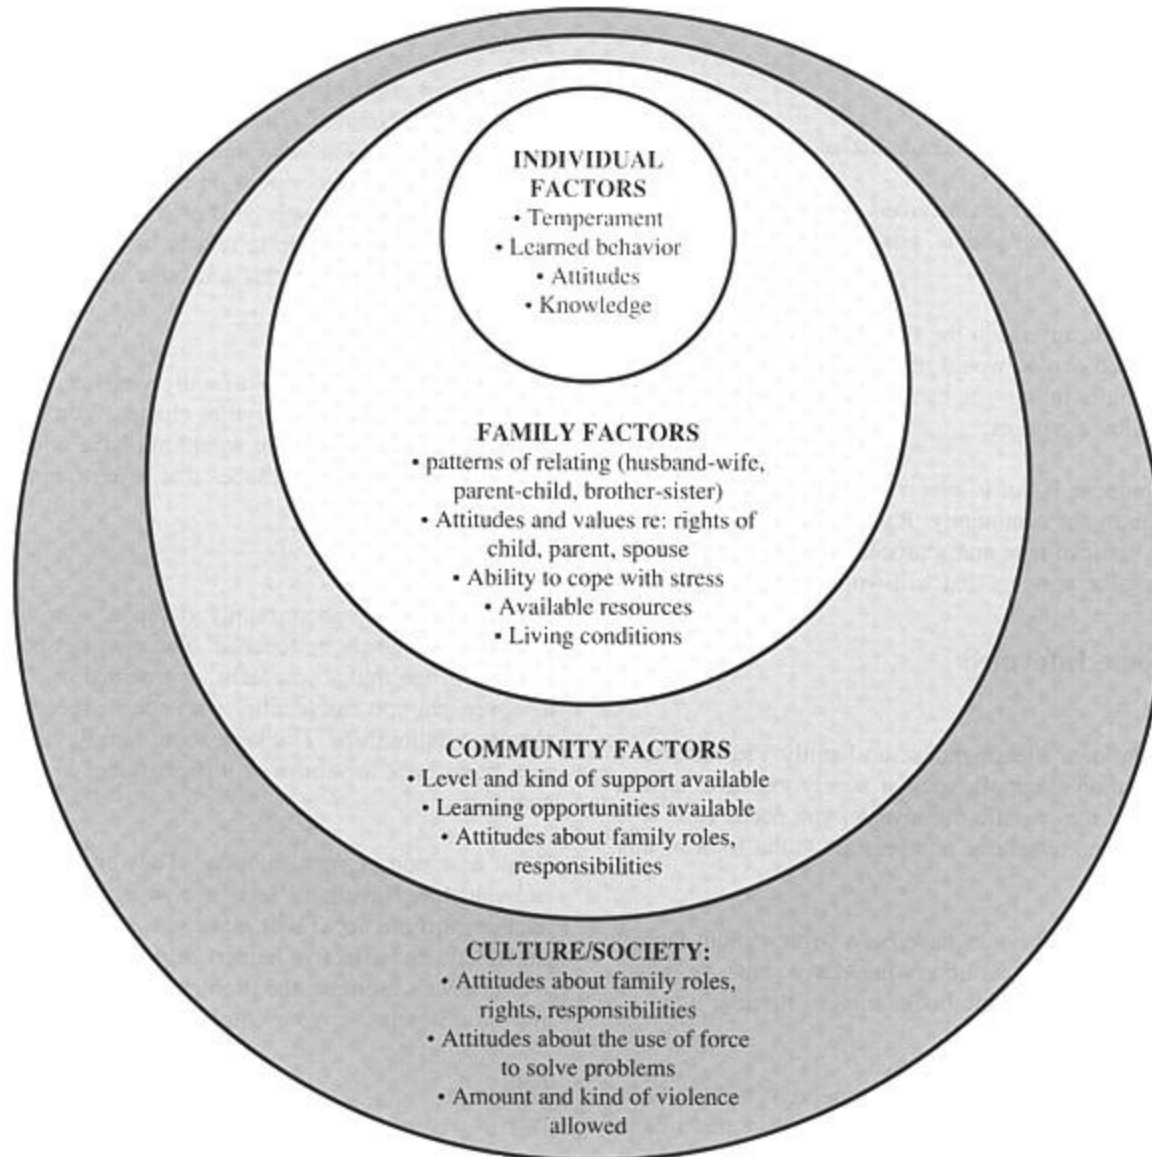 INDIVIDUAL
FACTORS
• Temperament
• Learned behavior
• Attitudes
• Knowledge
FAMILY FACTORS
• patterns of relating (husband-wife,
parent-child, brother-sister)
• Attitudes and values re: rights of
child, parent, spouse
• Ability to cope with stress
• Available resources
• Living conditions
COMMUNITY FACTORS
• Level and kind of support available
• Learning opportunities available
• Attitudes about family roles,
responsibilities
CULTURE/SOCIETY:
• Attitudes about family roles,
rights, responsibilities
• Attitudes about the use of force
to solve problems
• Amount and kind of violence
allowed